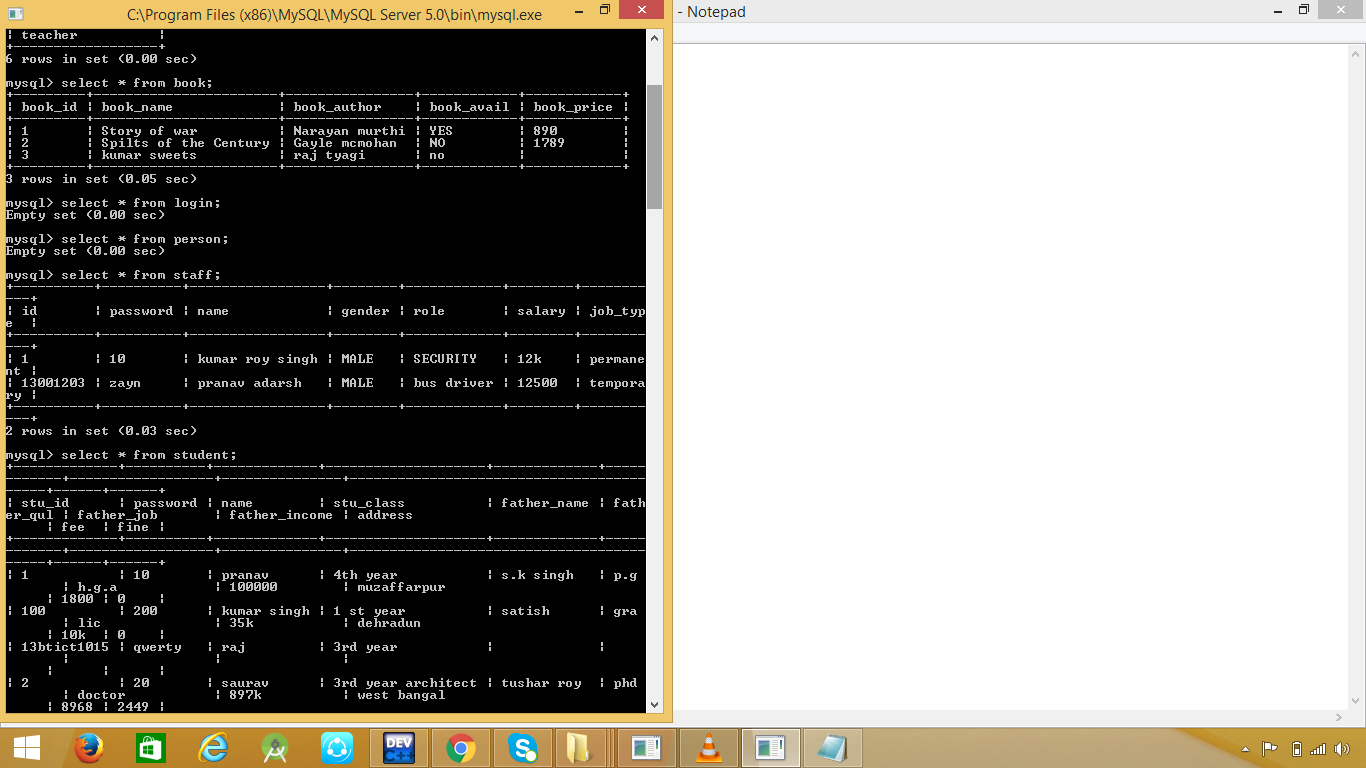 C:\Program Files (x86)\MySQL\MySQL Server 5.0\bin\mysql.exe
- Notepad
| teacher |
+-------------------+
6 rows in set (0.00 sec)
mysql> select * from book;
+---------+-----------------------+----------------+------------+------------+
| book_id | book_name | book_author | book_avail | book_price |
+---------+-----------------------+----------------+------------+------------+
| 1 | Story of war | Narayan murthi | YES | 890 |
| 2 | Spilts of the Century | Gayle mcmohan | NO | 1789 |
| 3 | kumar sweets | raj tyagi | no | |
+---------+-----------------------+----------------+------------+------------+
3 rows in set (0.05 sec)
mysql> select * from login;
Empty set (0.00 sec)
mysql> select * from person;
Empty set (0.00 sec)
mysql> select * from staff;
+----------+----------+-----------------+--------+------------+--------+--------
---+
| id | password | name | gender | role | salary | job_typ
e |
+----------+----------+-----------------+--------+------------+--------+--------
---+
| 1 | 10 | kumar roy singh | MALE | SECURITY | 12k | permane
nt |
| 13001203 | zayn | pranav adarsh | MALE | bus driver | 12500 | tempora
ry |
+----------+----------+-----------------+--------+------------+--------+--------
---+
2 rows in set (0.03 sec)
mysql> select * from student;
+-------------+----------+-------------+--------------------+-------------+-----
-------+------------------+---------------+-------------------------------------
-----+------+------+
| stu_id | password | name | stu_class | father_name | fath
er_qul | father_job | father_income | address
| fee | fine |
+-------------+----------+-------------+--------------------+-------------+-----
-------+------------------+---------------+-------------------------------------
-----+------+------+
| 1 | 10 | pranav | 4th year | s.k singh | p.g
| h.g.a | 100000 | muzaffarpur
| 1800 | 0 |
| 100 | 200 | kumar singh | 1 st year | satish | gra
| lic | 35k | dehradun
| 10k | 0 |
| 13btict1015 | qwerty | raj | 3rd year | |
| | |
| | |
| 2 | 20 | saurav | 3rd year architect | tushar roy | phd
| doctor | 897k | west bangal
| 8968 | 2449 |
DEV
C++